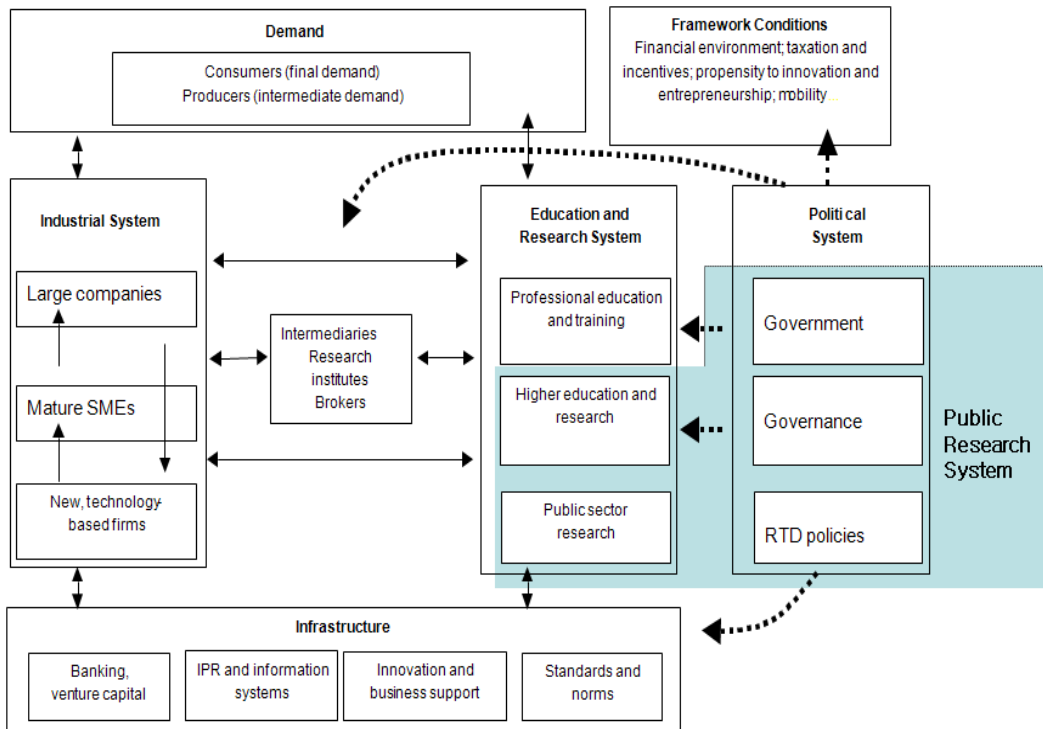 Demand
Consumers (final demand)
Producers (intermediate demand)
Framework Conditions
Financial environment; taxation and
incentives; propensity to innovation and
entrepreneurship; mobility...
Industrial System
Large companies
Mature SMEs
New, technology-
based firms
Intermediaries
Research
institutes
Brokers
Education and
Research System
Professional education
and training
Higher education and
research
Public sector
research
Political
System
Government
Governance
RTD policies
Public
Research
System
Infrastructure
Banking,
venture capital
IPR and information
systems
Innovation and
business support
Standards and
norms